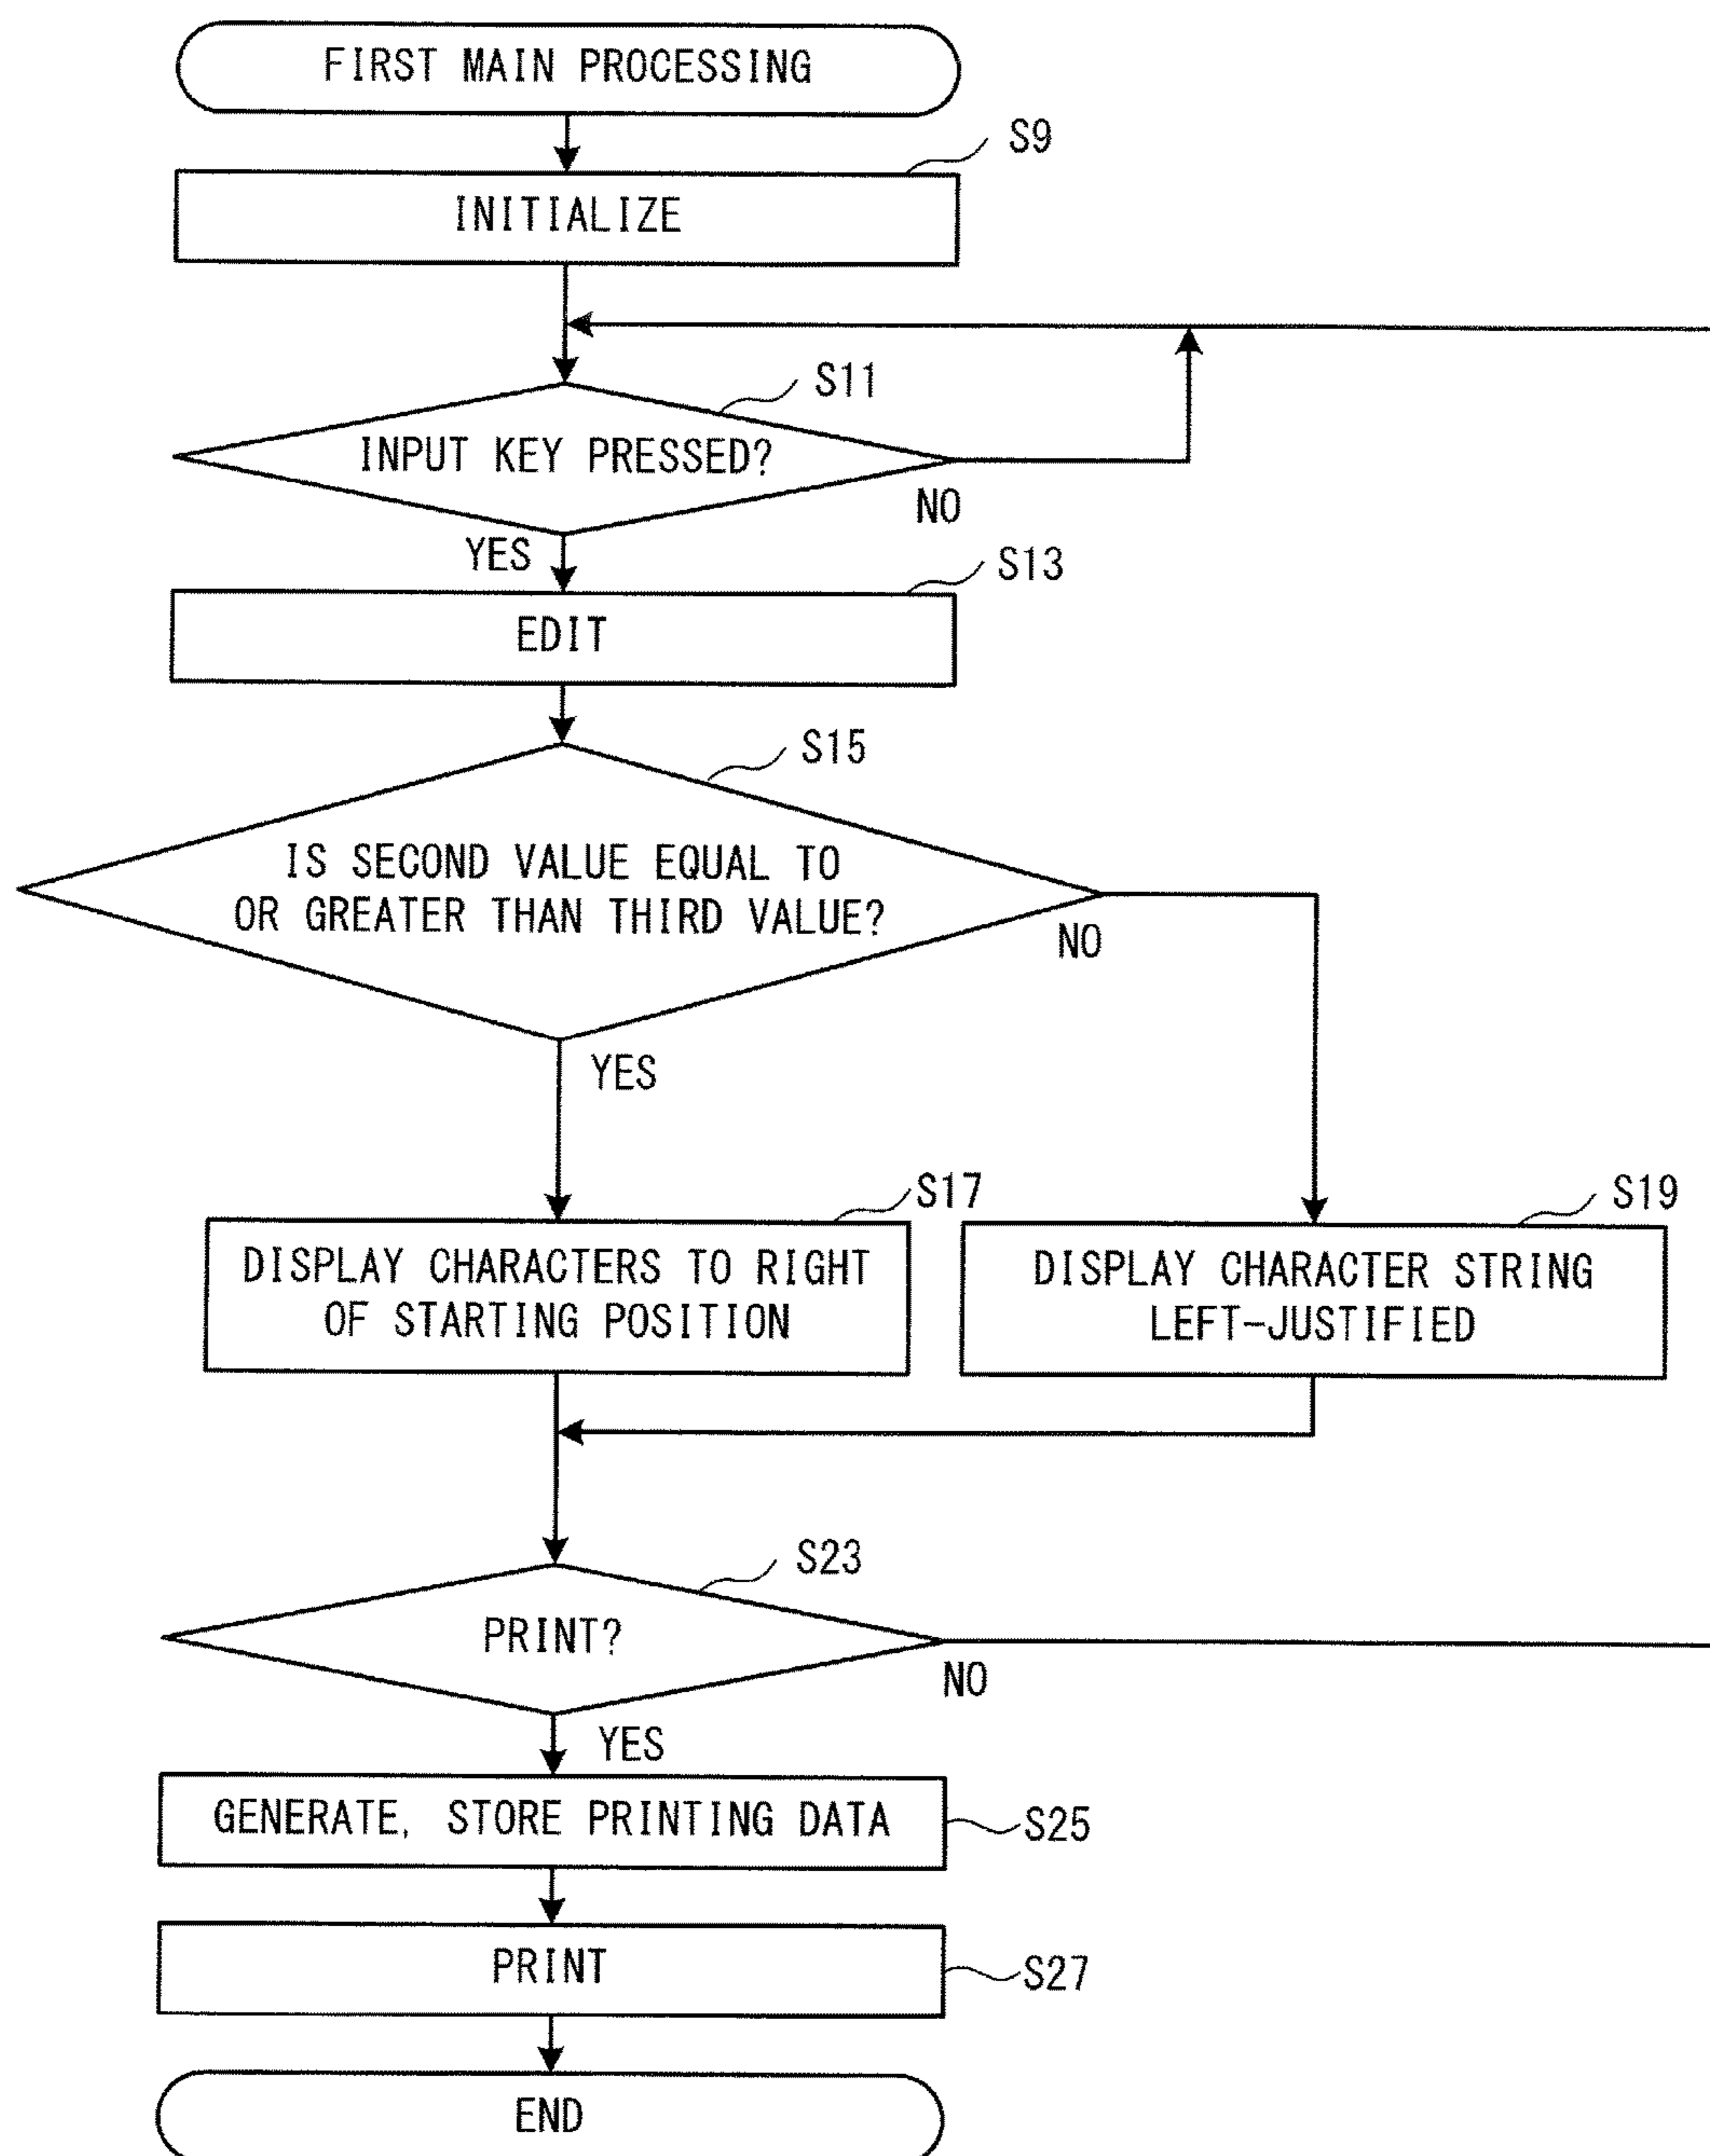 FIRST MAIN PROCESSING
S9
INITIALIZE
S11
INPUT KEY PRESSED?
NO
YES
S13
EDIT
S15
IS SECOND VALUE EQUAL TO
OR GREATER THAN THIRD VALUE?
NO
YES
S17
S19
DISPLAY CHARACTERS TO RIGHT
OF STARTING POSITION
DISPLAY CHARACTER STRING
LEFT-JUSTIFIED
S23
PRINT?
NO
YES
GENERATE, STORE PRINTING DATA
S25
PRINT
S27
END